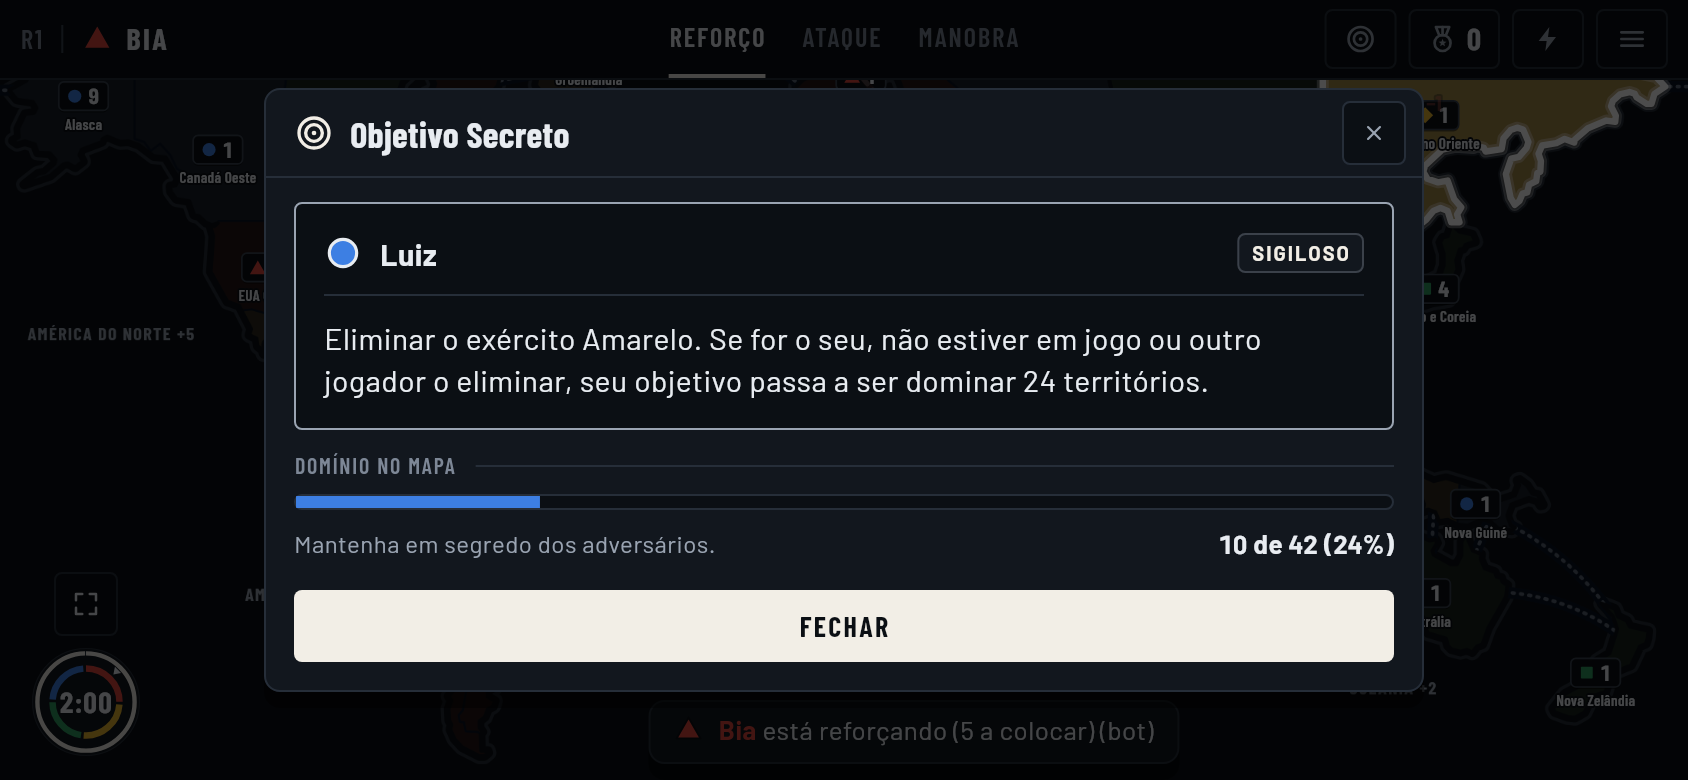 R1 BIA REFORÇO ATAQUE MANOBRA 0
9
Alasca
1
Canadá Oeste
EUA
AMÉRICA DO NORTE +5
Objetivo Secreto
Luiz SIGILOSO
Eliminar o exército Amarelo. Se for o seu, não estiver em jogo ou outro
jogador o eliminar, seu objetivo passa a ser dominar 24 territórios.
DOMÍNIO NO MAPA
Mantenha em segredo dos adversários. 10 de 42 (24%)
FECHAR
1
Oriente
4
e Coreia
1
Nova Guiné
1
1
Nova Zelândia
+2
2:00
Bia está reforçando (5 a colocar) (bot)